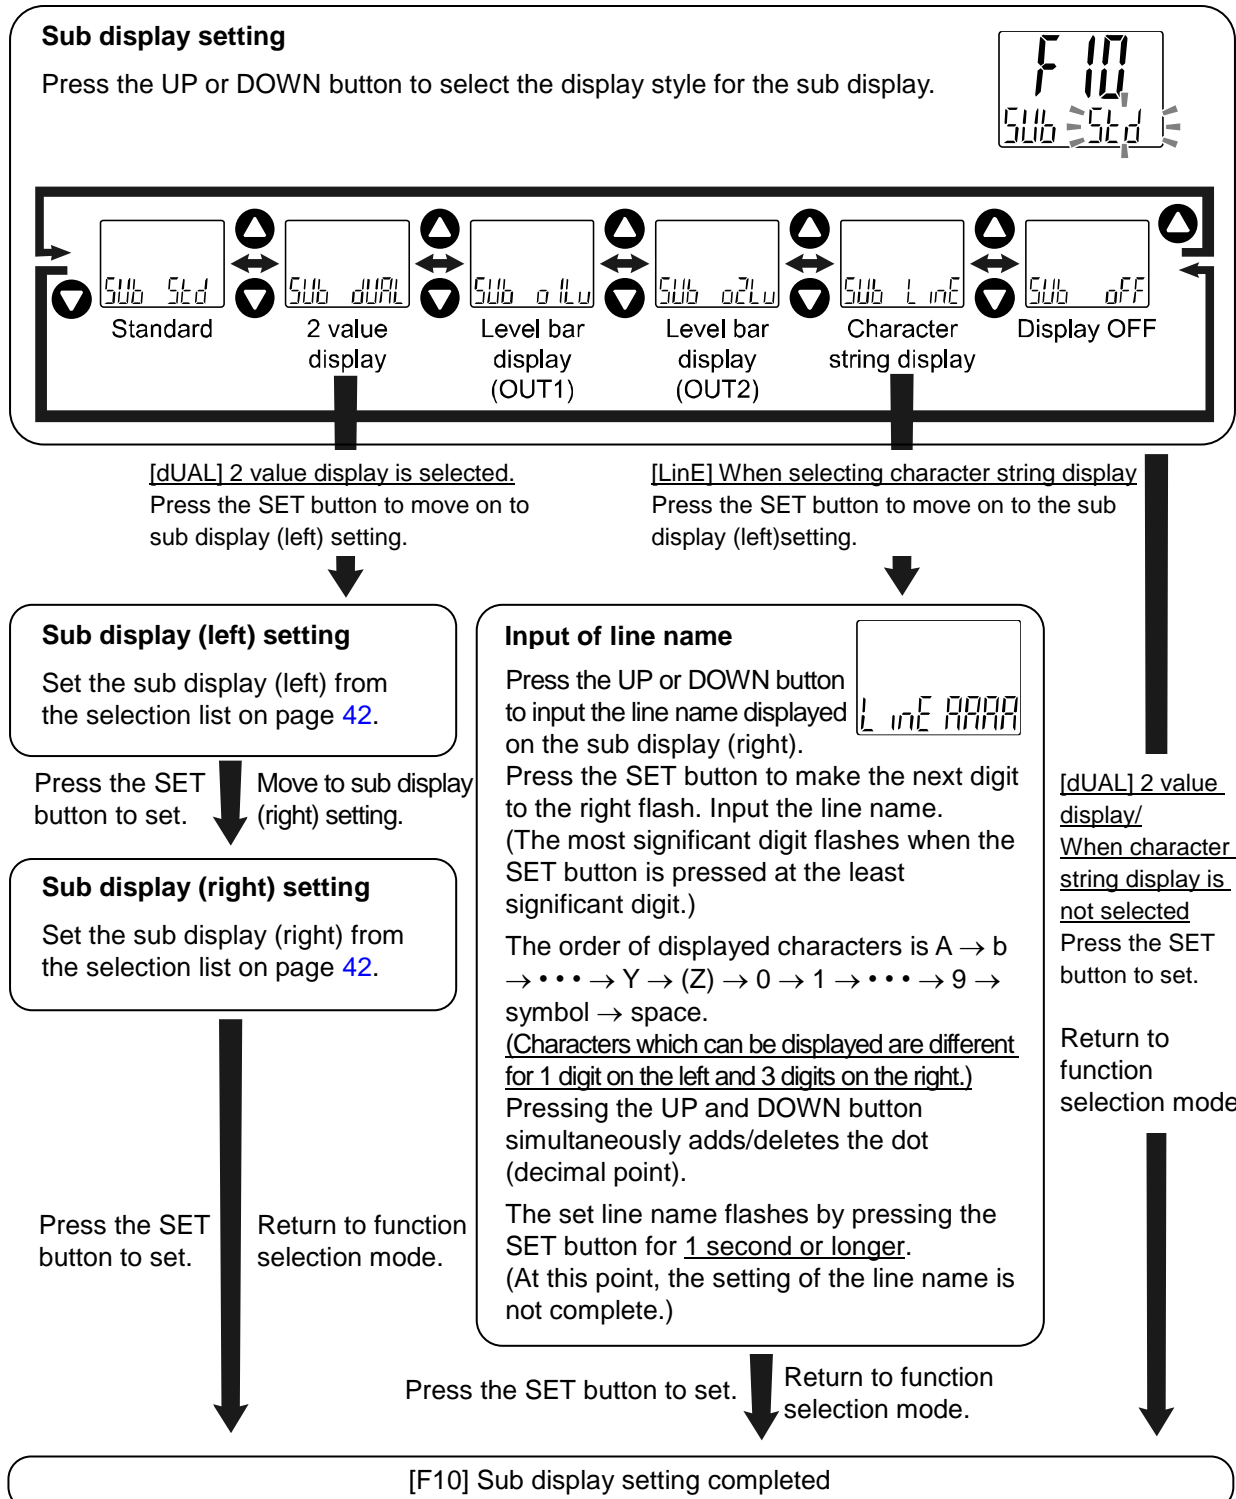 Sub display setting
Press the UP or DOWN button to select the display style for the sub display.
F 10
SUb Std
SUb Std
SUb dUAL
SUb o1Lv
SUb o2Lv
SUb LinE
SUb oFF
Standard
2 value
display
Level bar
display
(OUT1)
Level bar
display
(OUT2)
Character
string display
Display OFF
[dUAL] 2 value display is selected.
Press the SET button to move on to
sub display (left) setting.
[LinE] When selecting character string display
Press the SET button to move on to the sub
display (left)setting.
Sub display (left) setting
Set the sub display (left) from
the selection list on page 42.
Press the SET
button to set.
Move to sub display
(right) setting.
Sub display (right) setting
Set the sub display (right) from
the selection list on page 42.
Press the SET
button to set.
Return to function
selection mode.
Input of line name
LinE AAAA
Press the UP or DOWN button
to input the line name displayed
on the sub display (right).
Press the SET button to make the next digit
to the right flash. Input the line name.
(The most significant digit flashes when the
SET button is pressed at the least
significant digit.)
The order of displayed characters is A → b
→ • • • → Y → (Z) → 0 → 1 → • • • → 9 →
symbol → space.
(Characters which can be displayed are different
for 1 digit on the left and 3 digits on the right.)
Pressing the UP and DOWN button
simultaneously adds/deletes the dot
(decimal point).
The set line name flashes by pressing the
SET button for 1 second or longer.
(At this point, the setting of the line name is
not complete.)
Press the SET button to set.
Return to function
selection mode.
[dUAL] 2 value
display/
When character
string display is
not selected
Press the SET
button to set.
Return to
function
selection mode
[F10] Sub display setting completed